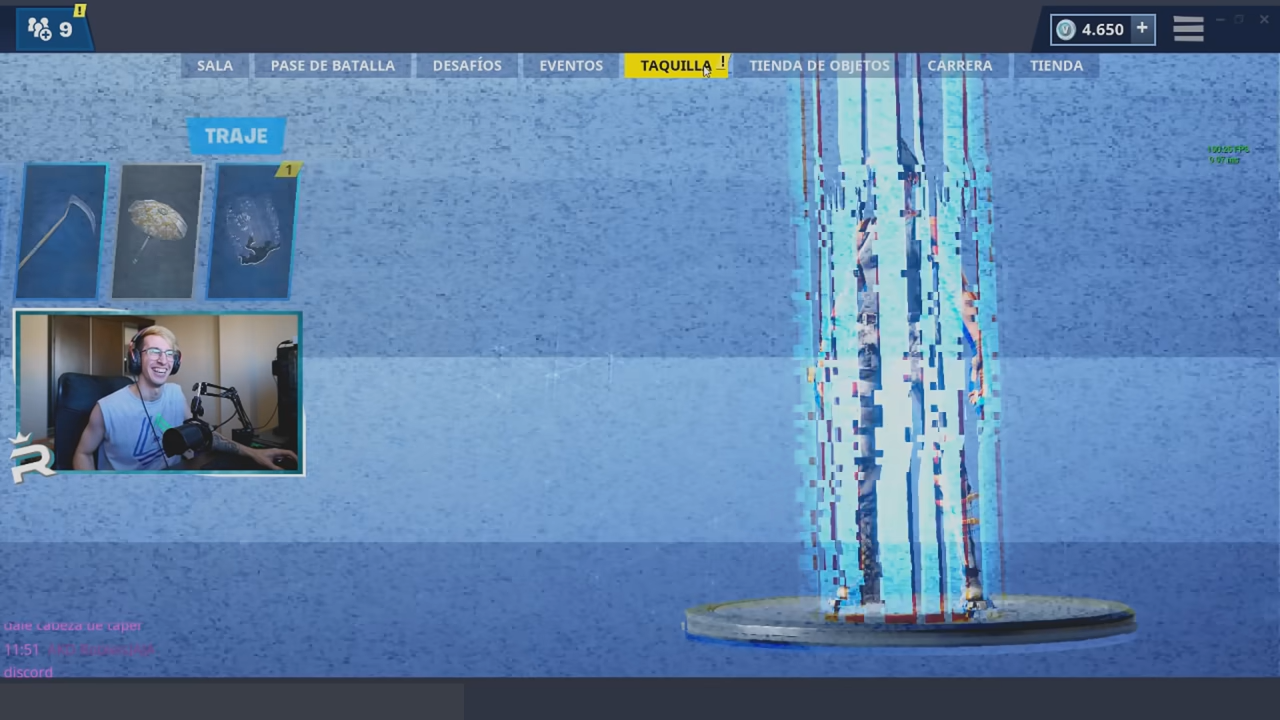 !
9
4.650 +
SALA
PASE DE BATALLA
DESAFÍOS
EVENTOS
TAQUILLA !
TIENDA DE OBJETOS
CARRERA
TIENDA
TRAJE
1
R
dale cabeza de taper
11:51
discord